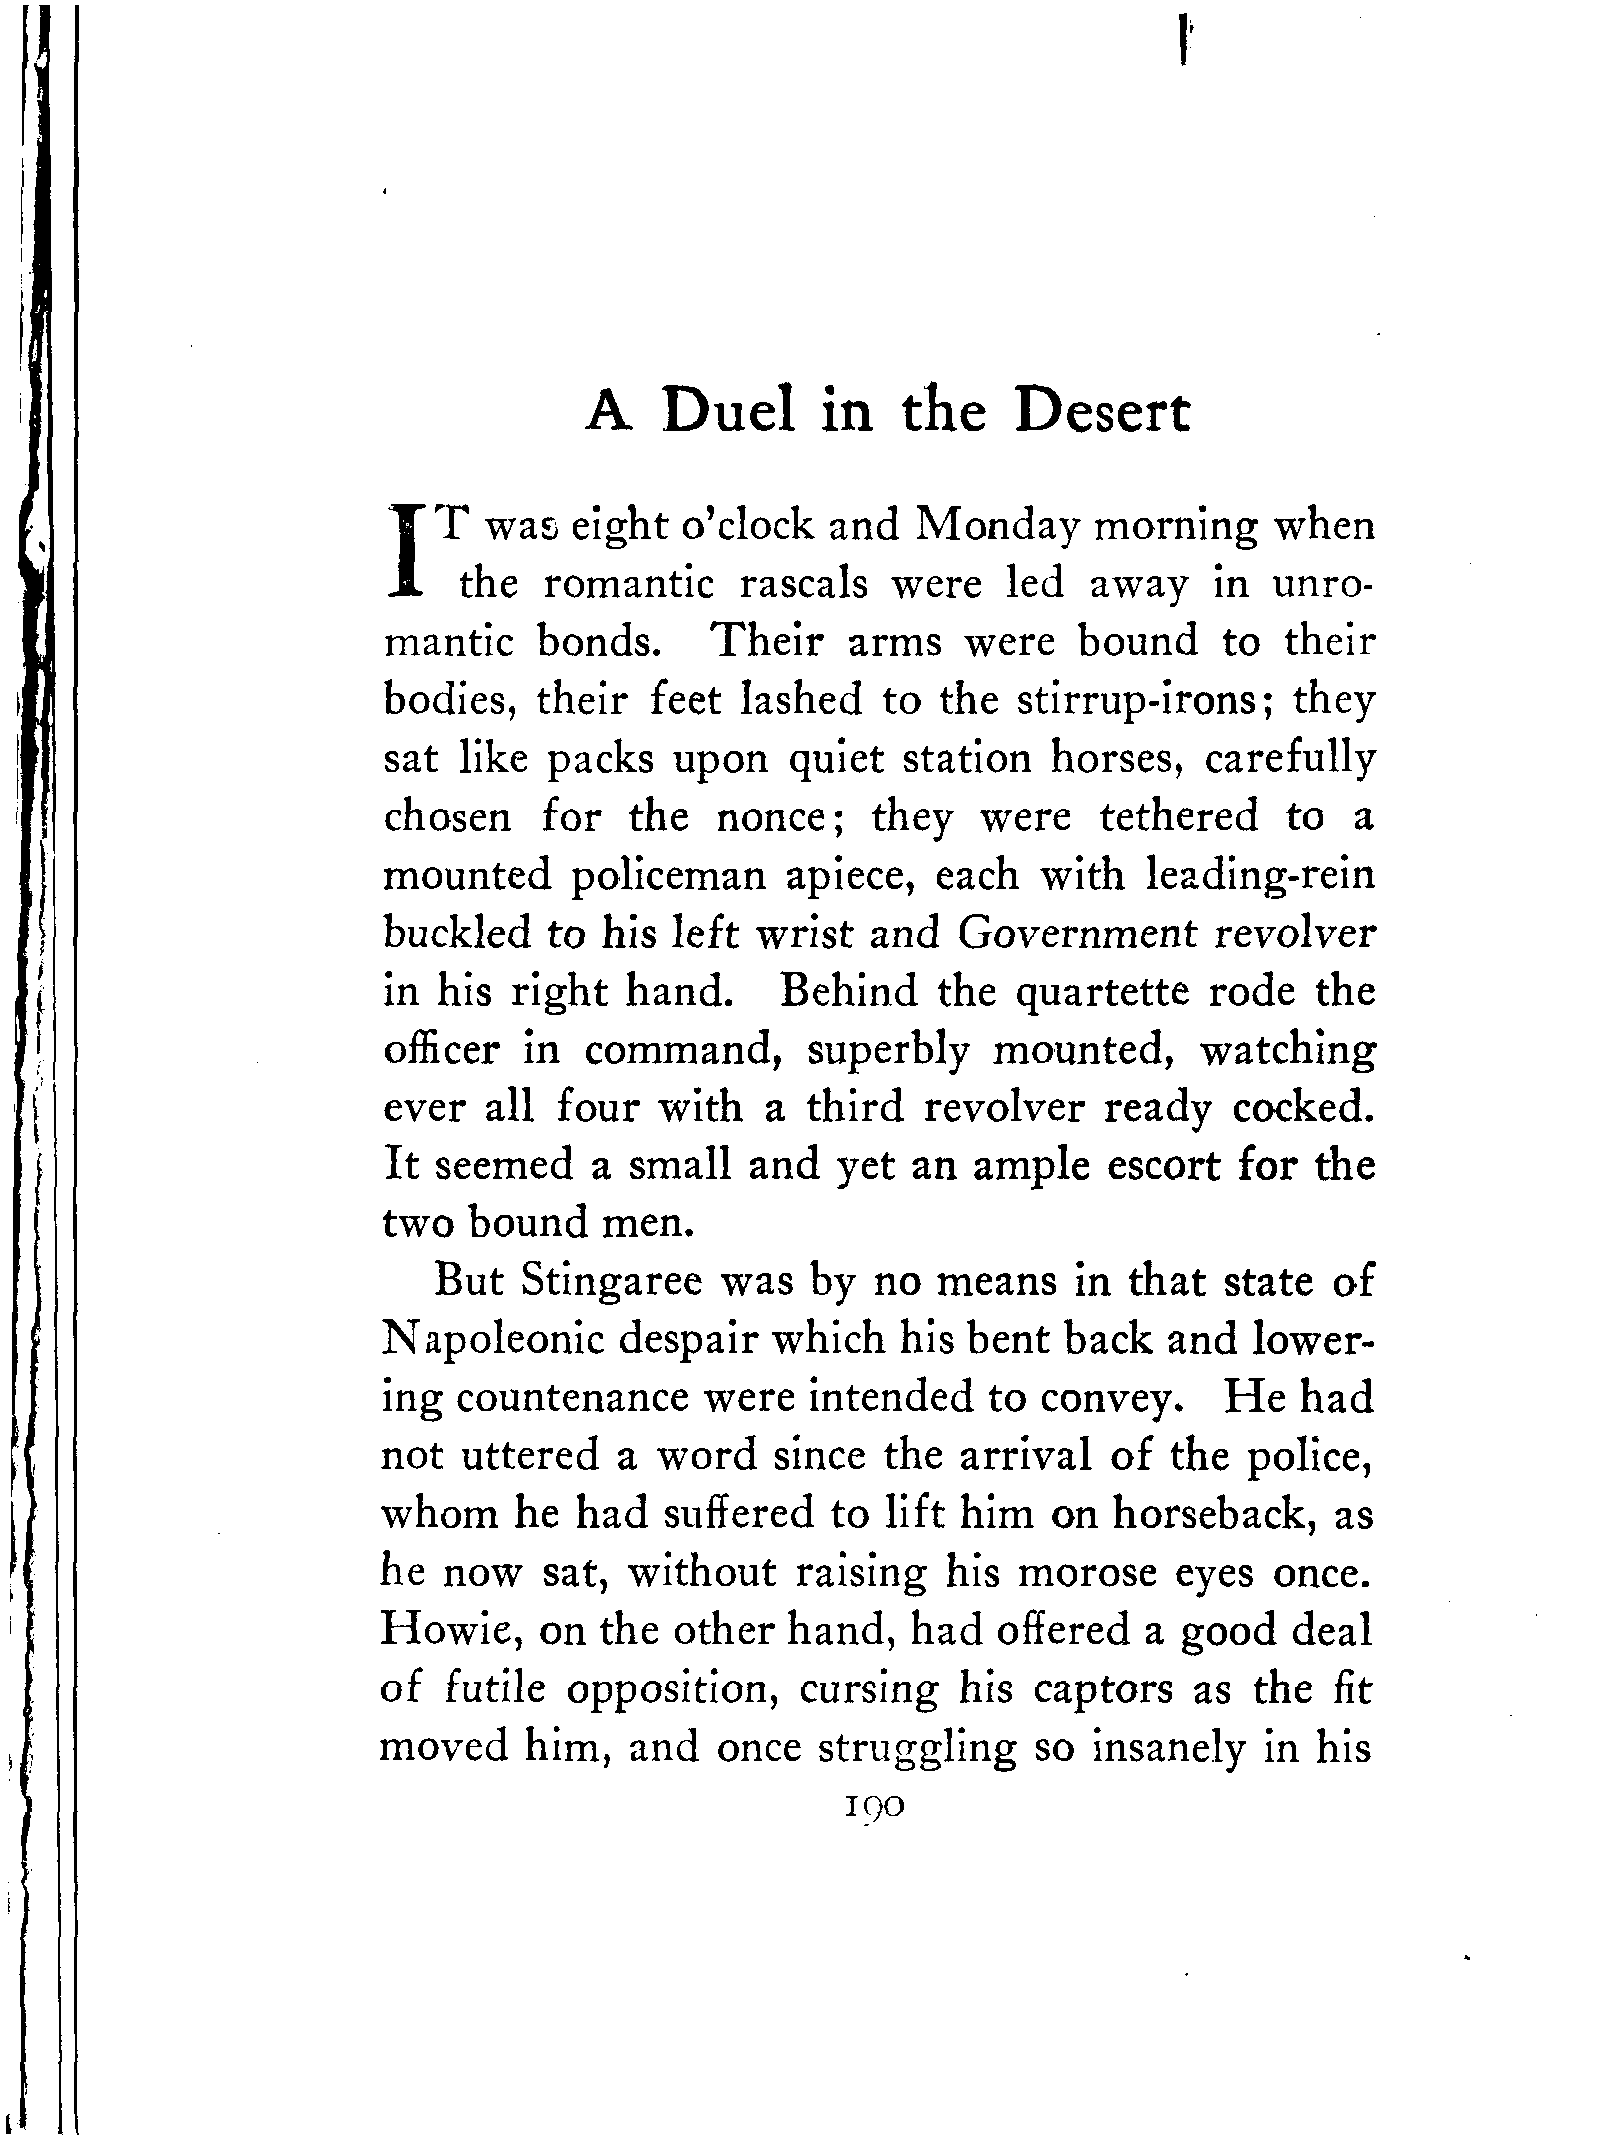 A Duel in the Desert
IT was eight o'clock and Monday morning when
the romantic rascals were led away in unro-
mantic bonds. Their arms were bound to their
bodies, their feet lashed to the stirrup-irons; they
sat like packs upon quiet station horses, carefully
chosen for the nonce; they were tethered to a
mounted policeman apiece, each with leading-rein
buckled to his left wrist and Government revolver
in his right hand. Behind the quartette rode the
officer in command, superbly mounted, watching
ever all four with a third revolver ready cocked.
It seemed a small and yet an ample escort for the
two bound men.
But Stingaree was by no means in that state of
Napoleonic despair which his bent back and lower-
ing countenance were intended to convey. He had
not uttered a word since the arrival of the police,
whom he had suffered to lift him on horseback, as
he now sat, without raising his morose eyes once.
Howie, on the other hand, had offered a good deal
of futile opposition, cursing his captors as the fit
moved him, and once struggling so insanely in his
190